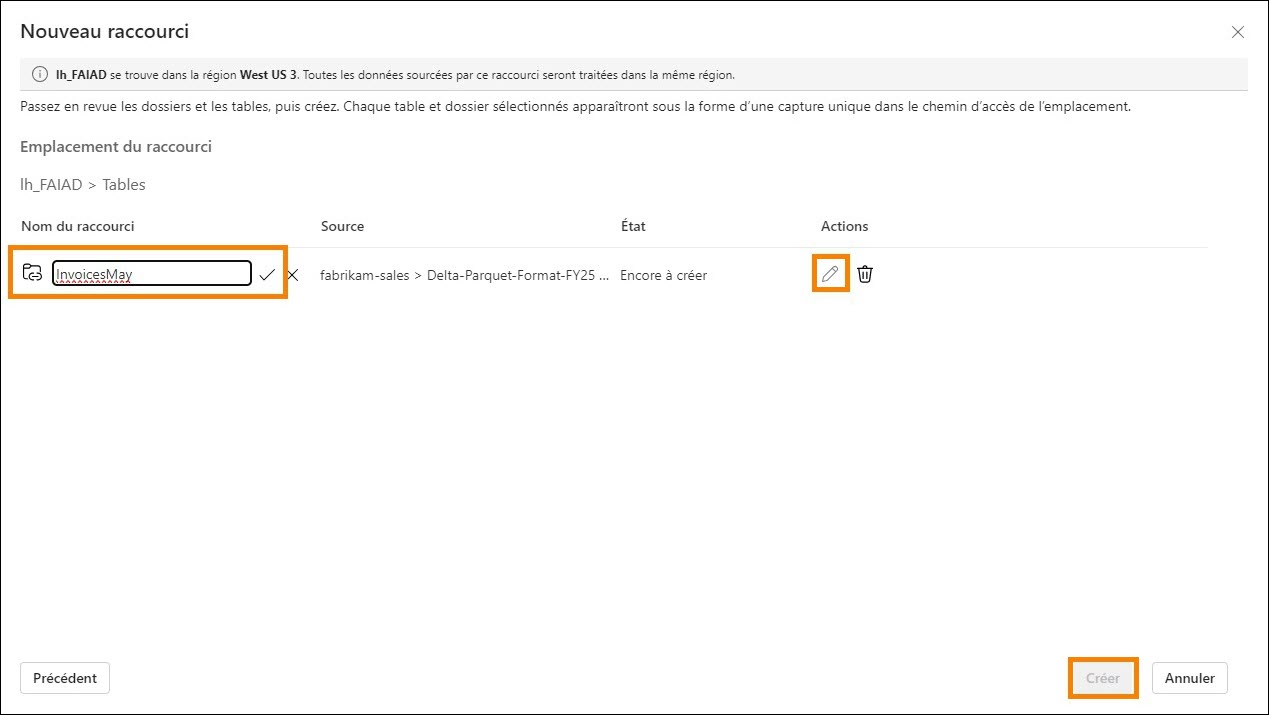 Nouveau raccourci
lh_FAIAD se trouve dans la région West US 3. Toutes les données sourcées par ce raccourci seront traitées dans la même région.
Passez en revue les dossiers et les tables, puis créez. Chaque table et dossier sélectionnés apparaîtront sous la forme d'une capture unique dans le chemin d'accès de l'emplacement.
Emplacement du raccourci
lh_FAIAD > Tables
Nom du raccourci Source État Actions
InvoicesMay fabrikam-sales > Delta-Parquet-Format-FY25 ... Encore à créer
Précédent Créer Annuler